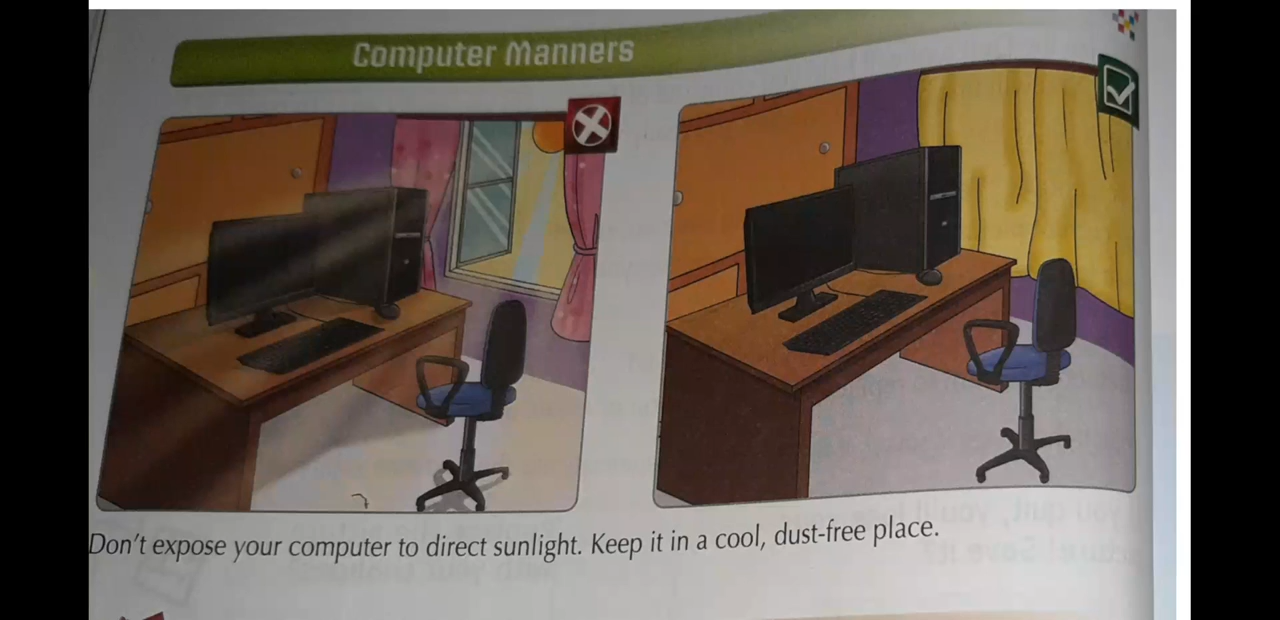 Computer Manners
Don't expose your computer to direct sunlight. Keep it in a cool, dust-free place.